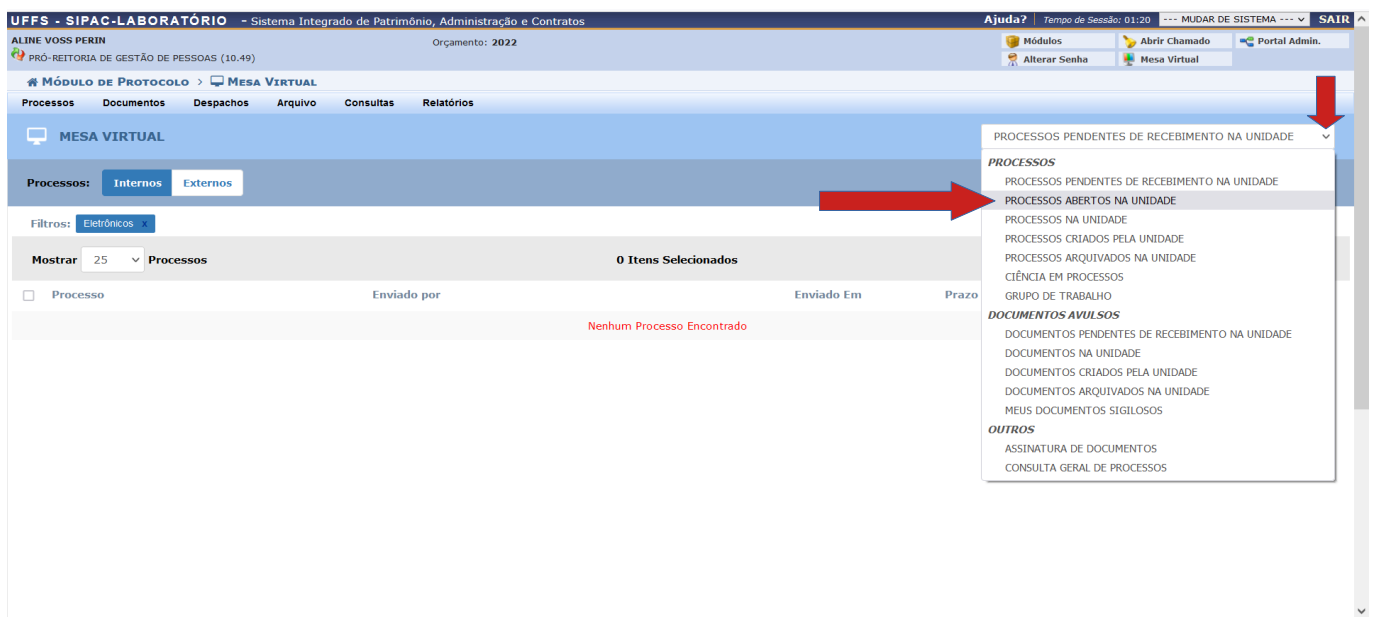 UFFS - SIPAC-LABORATÓRIO - Sistema Integrado de Patrimônio, Administração e Contratos Ajuda? Tempo de Sessão: 01:20 --- MUDAR DE SISTEMA --- SAIR
ALINE VOSS PERIN Orçamento: 2022 Módulos Abrir Chamado Portal Admin.
PRÓ-REITORIA DE GESTÃO DE PESSOAS (10.49) Alterar Senha Mesa Virtual
MÓDULO DE PROTOCOLO > MESA VIRTUAL
Processos Documentos Despachos Arquivo Consultas Relatórios
MESA VIRTUAL PROCESSOS PENDENTES DE RECEBIMENTO NA UNIDADE
Processos: Internos Externos
Filtros: Eletrônicos x
Mostrar 25 Processos 0 Itens Selecionados
Processo Enviado por Enviado Em Prazo
Nenhum Processo Encontrado
PROCESSOS
PROCESSOS PENDENTES DE RECEBIMENTO NA UNIDADE
PROCESSOS ABERTOS NA UNIDADE
PROCESSOS NA UNIDADE
PROCESSOS CRIADOS PELA UNIDADE
PROCESSOS ARQUIVADOS NA UNIDADE
CIÊNCIA EM PROCESSOS
GRUPO DE TRABALHO
DOCUMENTOS AVULSOS
DOCUMENTOS PENDENTES DE RECEBIMENTO NA UNIDADE
DOCUMENTOS NA UNIDADE
DOCUMENTOS CRIADOS PELA UNIDADE
DOCUMENTOS ARQUIVADOS NA UNIDADE
MEUS DOCUMENTOS SIGILOSOS
OUTROS
ASSINATURA DE DOCUMENTOS
CONSULTA GERAL DE PROCESSOS